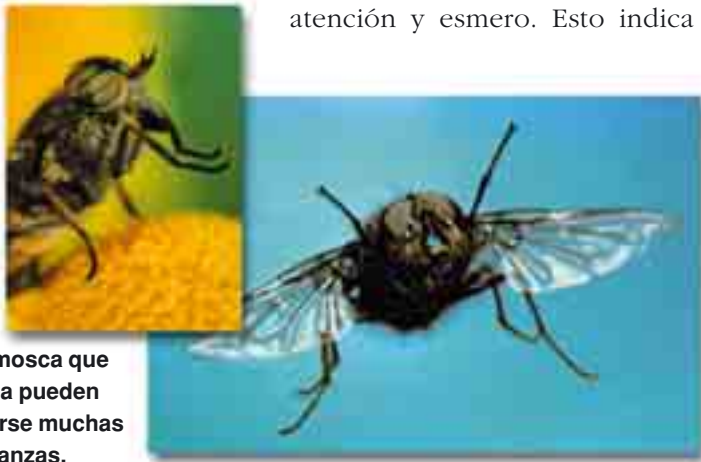 atención y esmero. Esto indica
mosca que
a pueden
rse muchas
anzas.